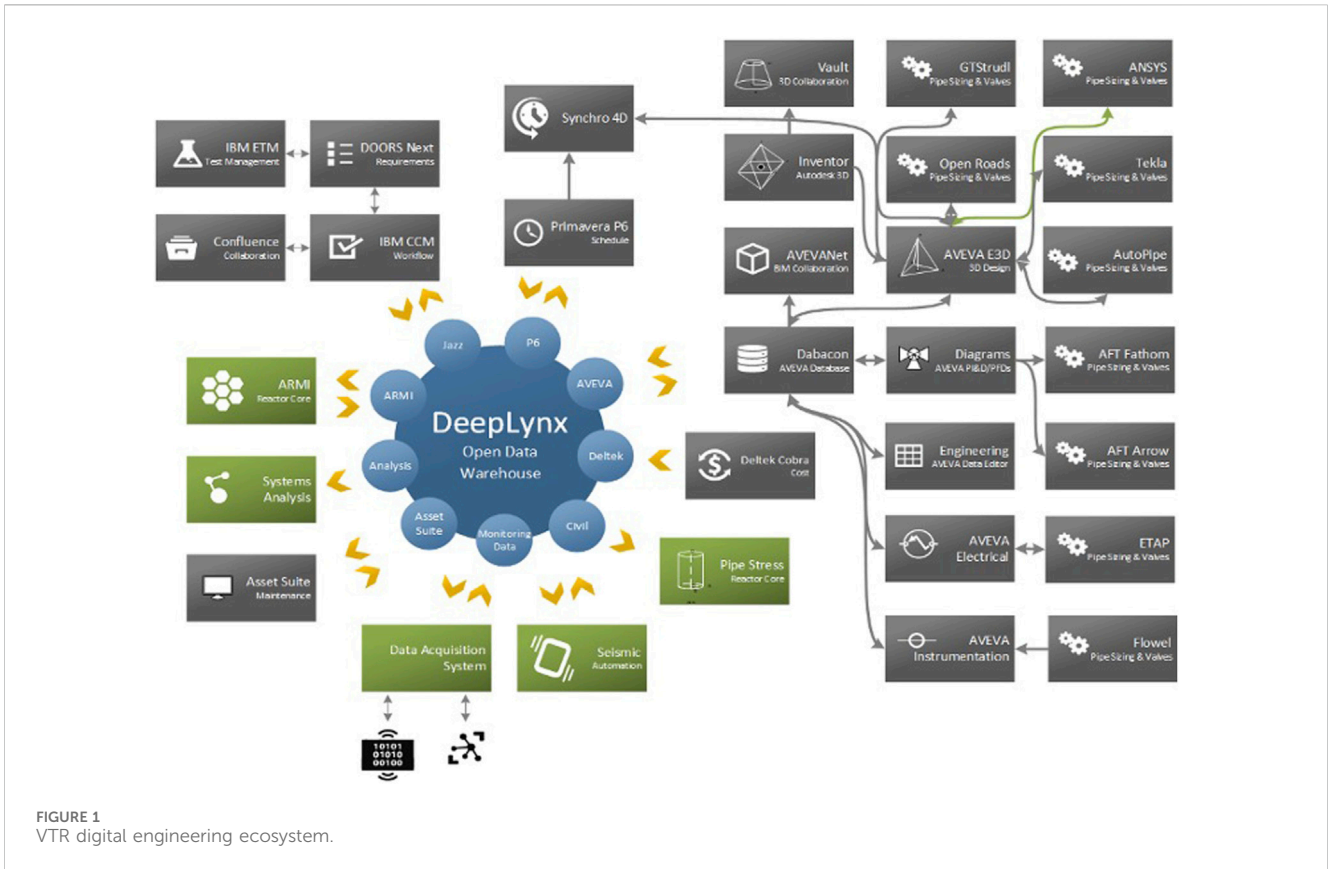 Vault
3D Collaboration
GTStrudl
Pipe Sizing & Valves
ANSYS
Pipe Sizing & Valves
Synchro 4D
IBM ETM
Test Management
DOORS Next
Requirements
Inventor
Autodesk 3D
Open Roads
Pipe Sizing & Valves
Tekla
Pipe Sizing & Valves
Confluence
Collaboration
IBM CCM
Workflow
Primavera P6
Schedule
AVEVANet
BIM Collaboration
AVEVA E3D
3D Design
AutoPipe
Pipe Sizing & Valves
Jazz
P6
Dabacon
AVEVA Database
Diagrams
AVEVA PI&D/PFDs
AFT Fathom
Pipe Sizing & Valves
ARMI
Reactor Core
ARMI
AVEVA
DeepLynx
Open Data
Warehouse
Engineering
AVEVA Data Editor
AFT Arrow
Pipe Sizing & Valves
Systems
Analysis
Analysis
Deltek
Deltek Cobra
Cost
Asset
Suite
Monitoring
Data
Civil
AVEVA
Electrical
ETAP
Pipe Sizing & Valves
Asset Suite
Maintenance
Pipe Stress
Reactor Core
Data Acquisition
System
Seismic
Automation
AVEVA
Instrumentation
Flowel
Pipe Sizing & Valves
10101
01010
00100
FIGURE 1
VTR digital engineering ecosystem.